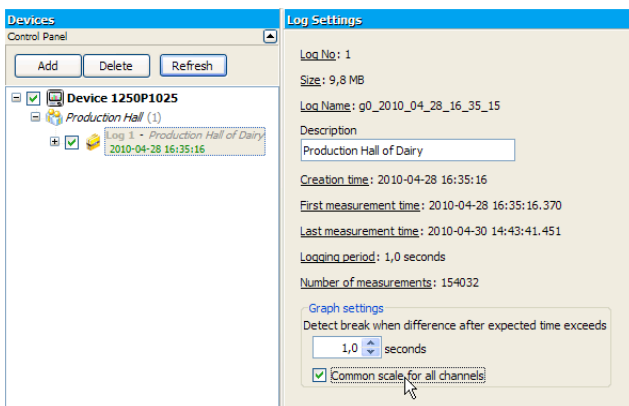 Devices
Control Panel
Add Delete Refresh
Device 1250P1025
Production Hall (1)
Log 1 - Production Hall of Dairy
2010-04-28 16:35:16
Log Settings
Log No: 1
Size: 9,8 MB
Log Name: g0_2010_04_28_16_35_15
Description
Production Hall of Dairy
Creation time: 2010-04-28 16:35:16
First measurement time: 2010-04-28 16:35:16.370
Last measurement time: 2010-04-30 14:43:41.451
Logging period: 1,0 seconds
Number of measurements: 154032
Graph settings
Detect break when difference after expected time exceeds
1,0 seconds
Common scale for all channels